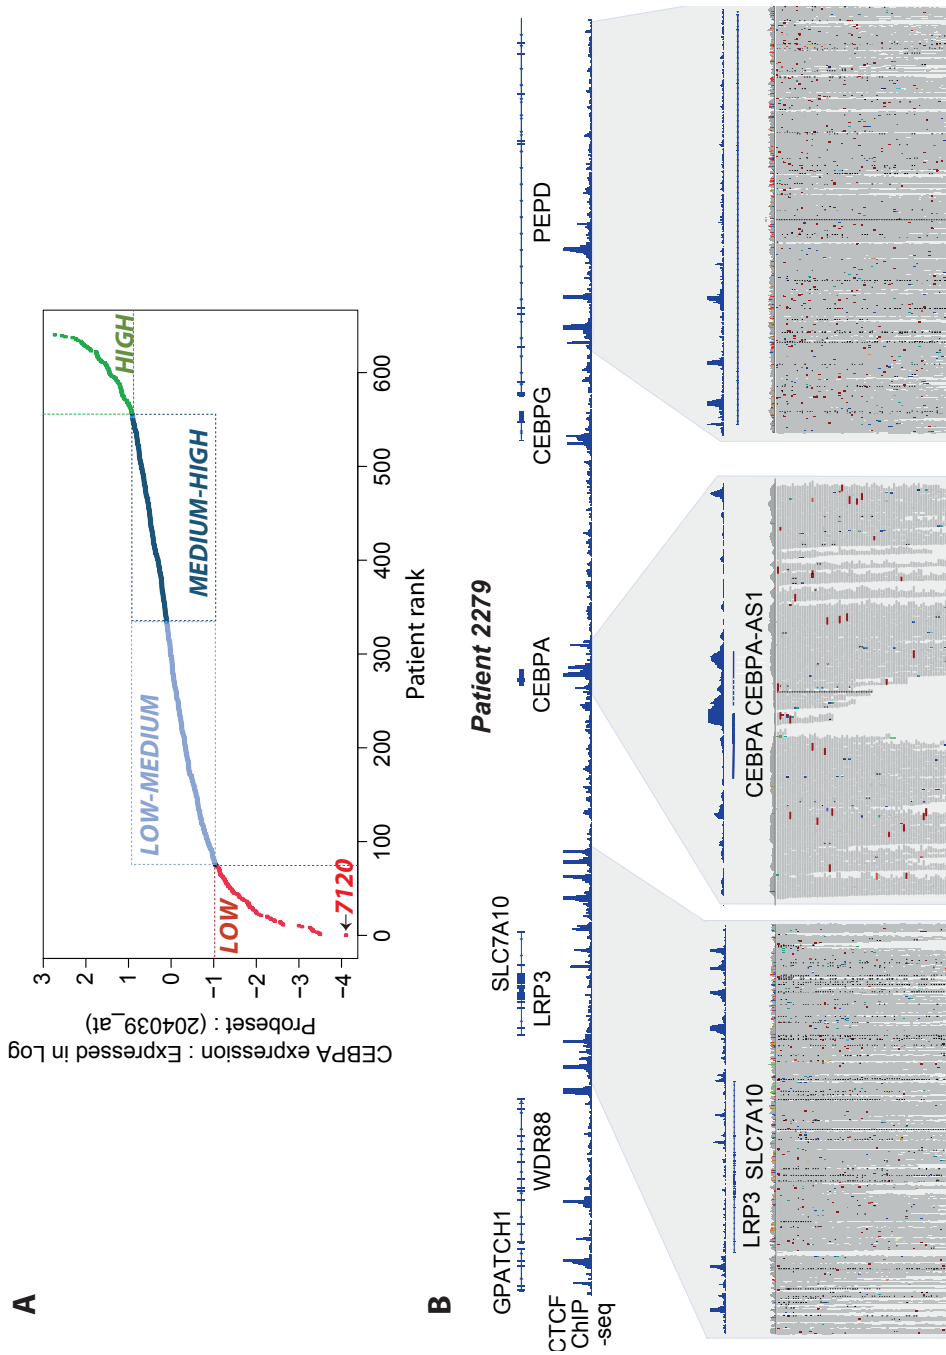 A
CEBPA expression : Expressed in Log
Probeset : (204039_at)
3
2
1
0
-1
-2
-3
-4
LOW
LOW-MEDIUM
MEDIUM-HIGH
HIGH
←7120
0
100
200
300
400
500
600
Patient rank
B
Patient 2279
GPATCH1
WDR88
LRP3
SLC7A10
CEBPA
CEBPG
PEPD
CTCF
ChIP
-seq
LRP3 SLC7A10
CEBPA CEBPA-AS1